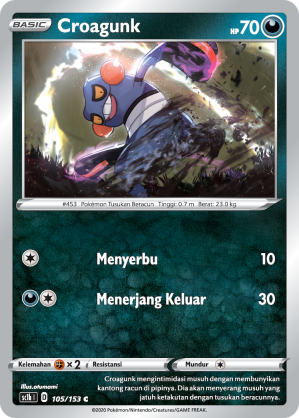 BASIC Croagunk HP70
#453 Pokémon Tusukan Beracun Tinggi: 0.7 m Berat: 23.0 kg
Menyerbu 10
Menerjang Keluar 30
Kelemahan ×2 Resistansi Mundur
Illus.otumami
sc1b I D 105/153 C
Croagunk mengintimidasi musuh dengan membunyikan
kantong racun di pipinya. Dia akan menyerang musuh yang
jatuh ketakutan dengan tusukan beracun.
©2020 Pokémon/Nintendo/Creatures/GAME FREAK.